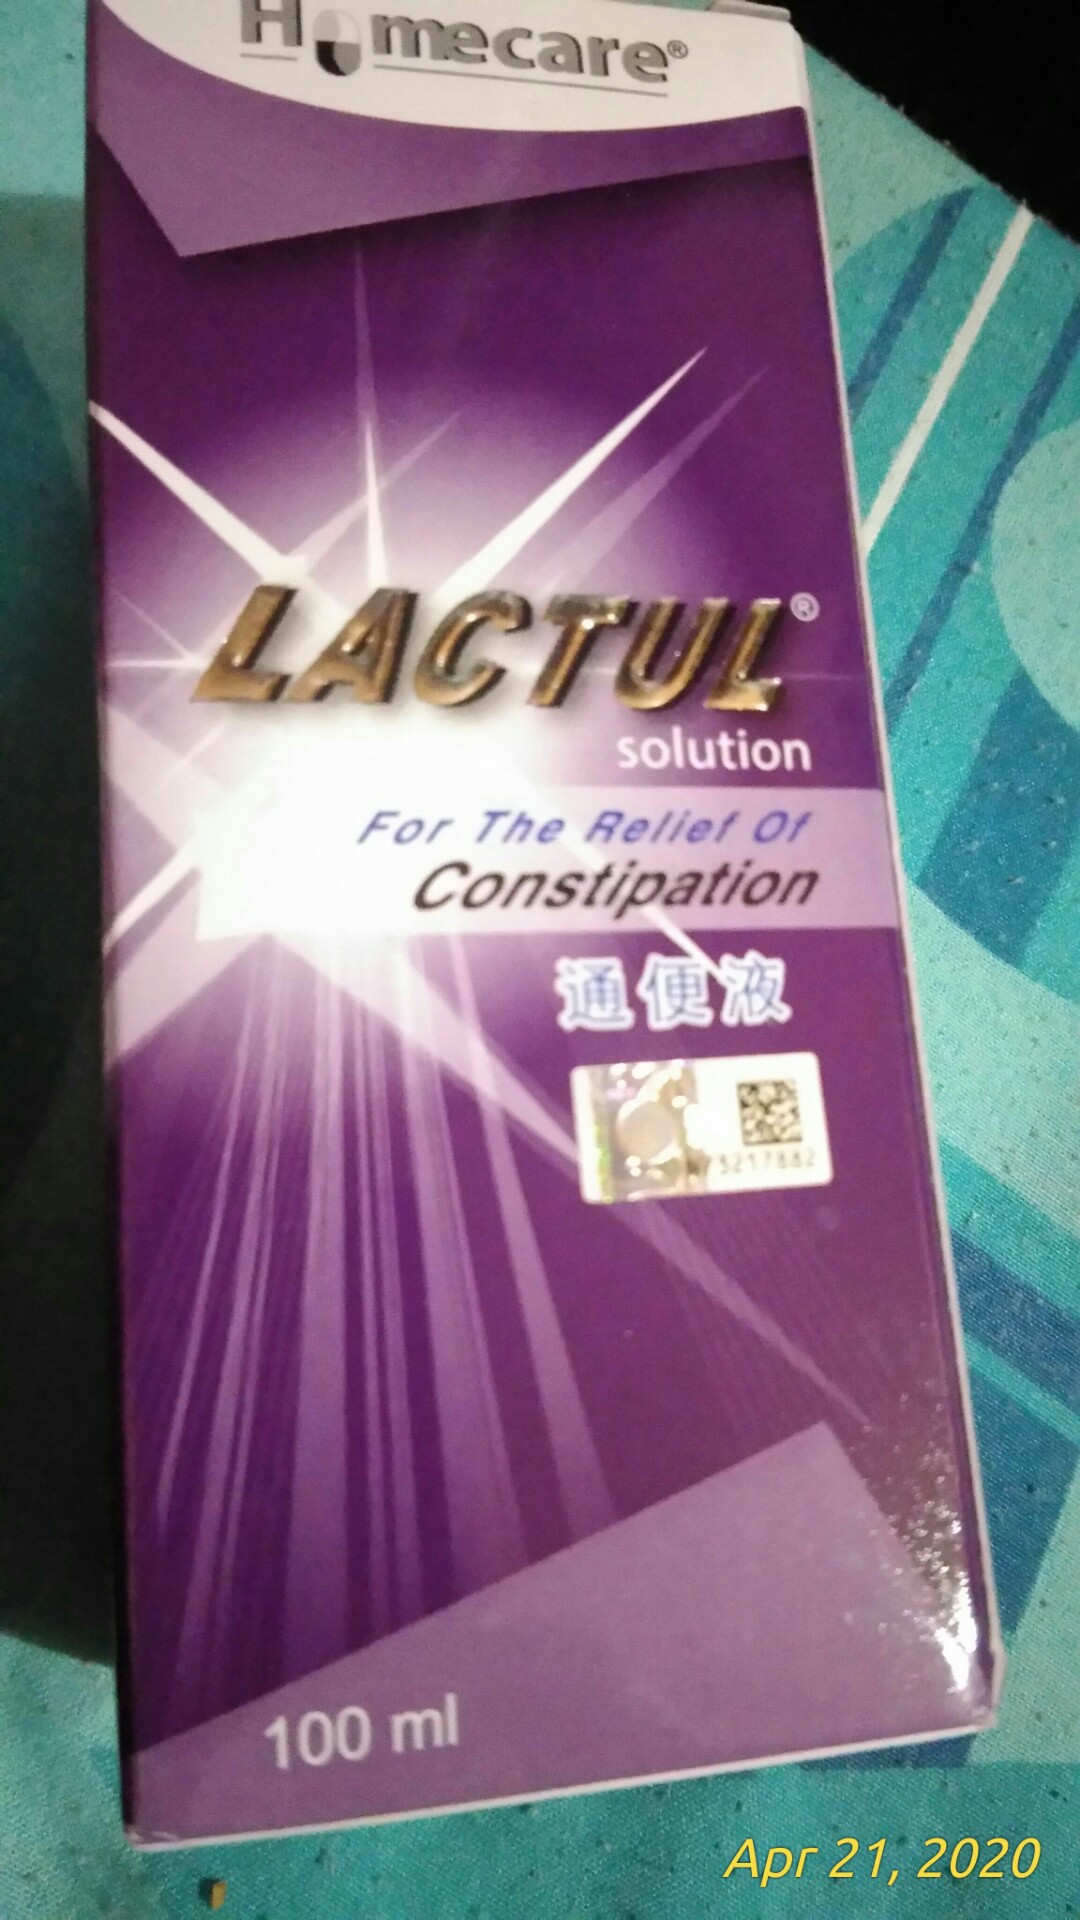 Homecare®
LACTUL®
solution
For The Relief Of
Constipation
通便液
100 ml
Apr 21, 2020